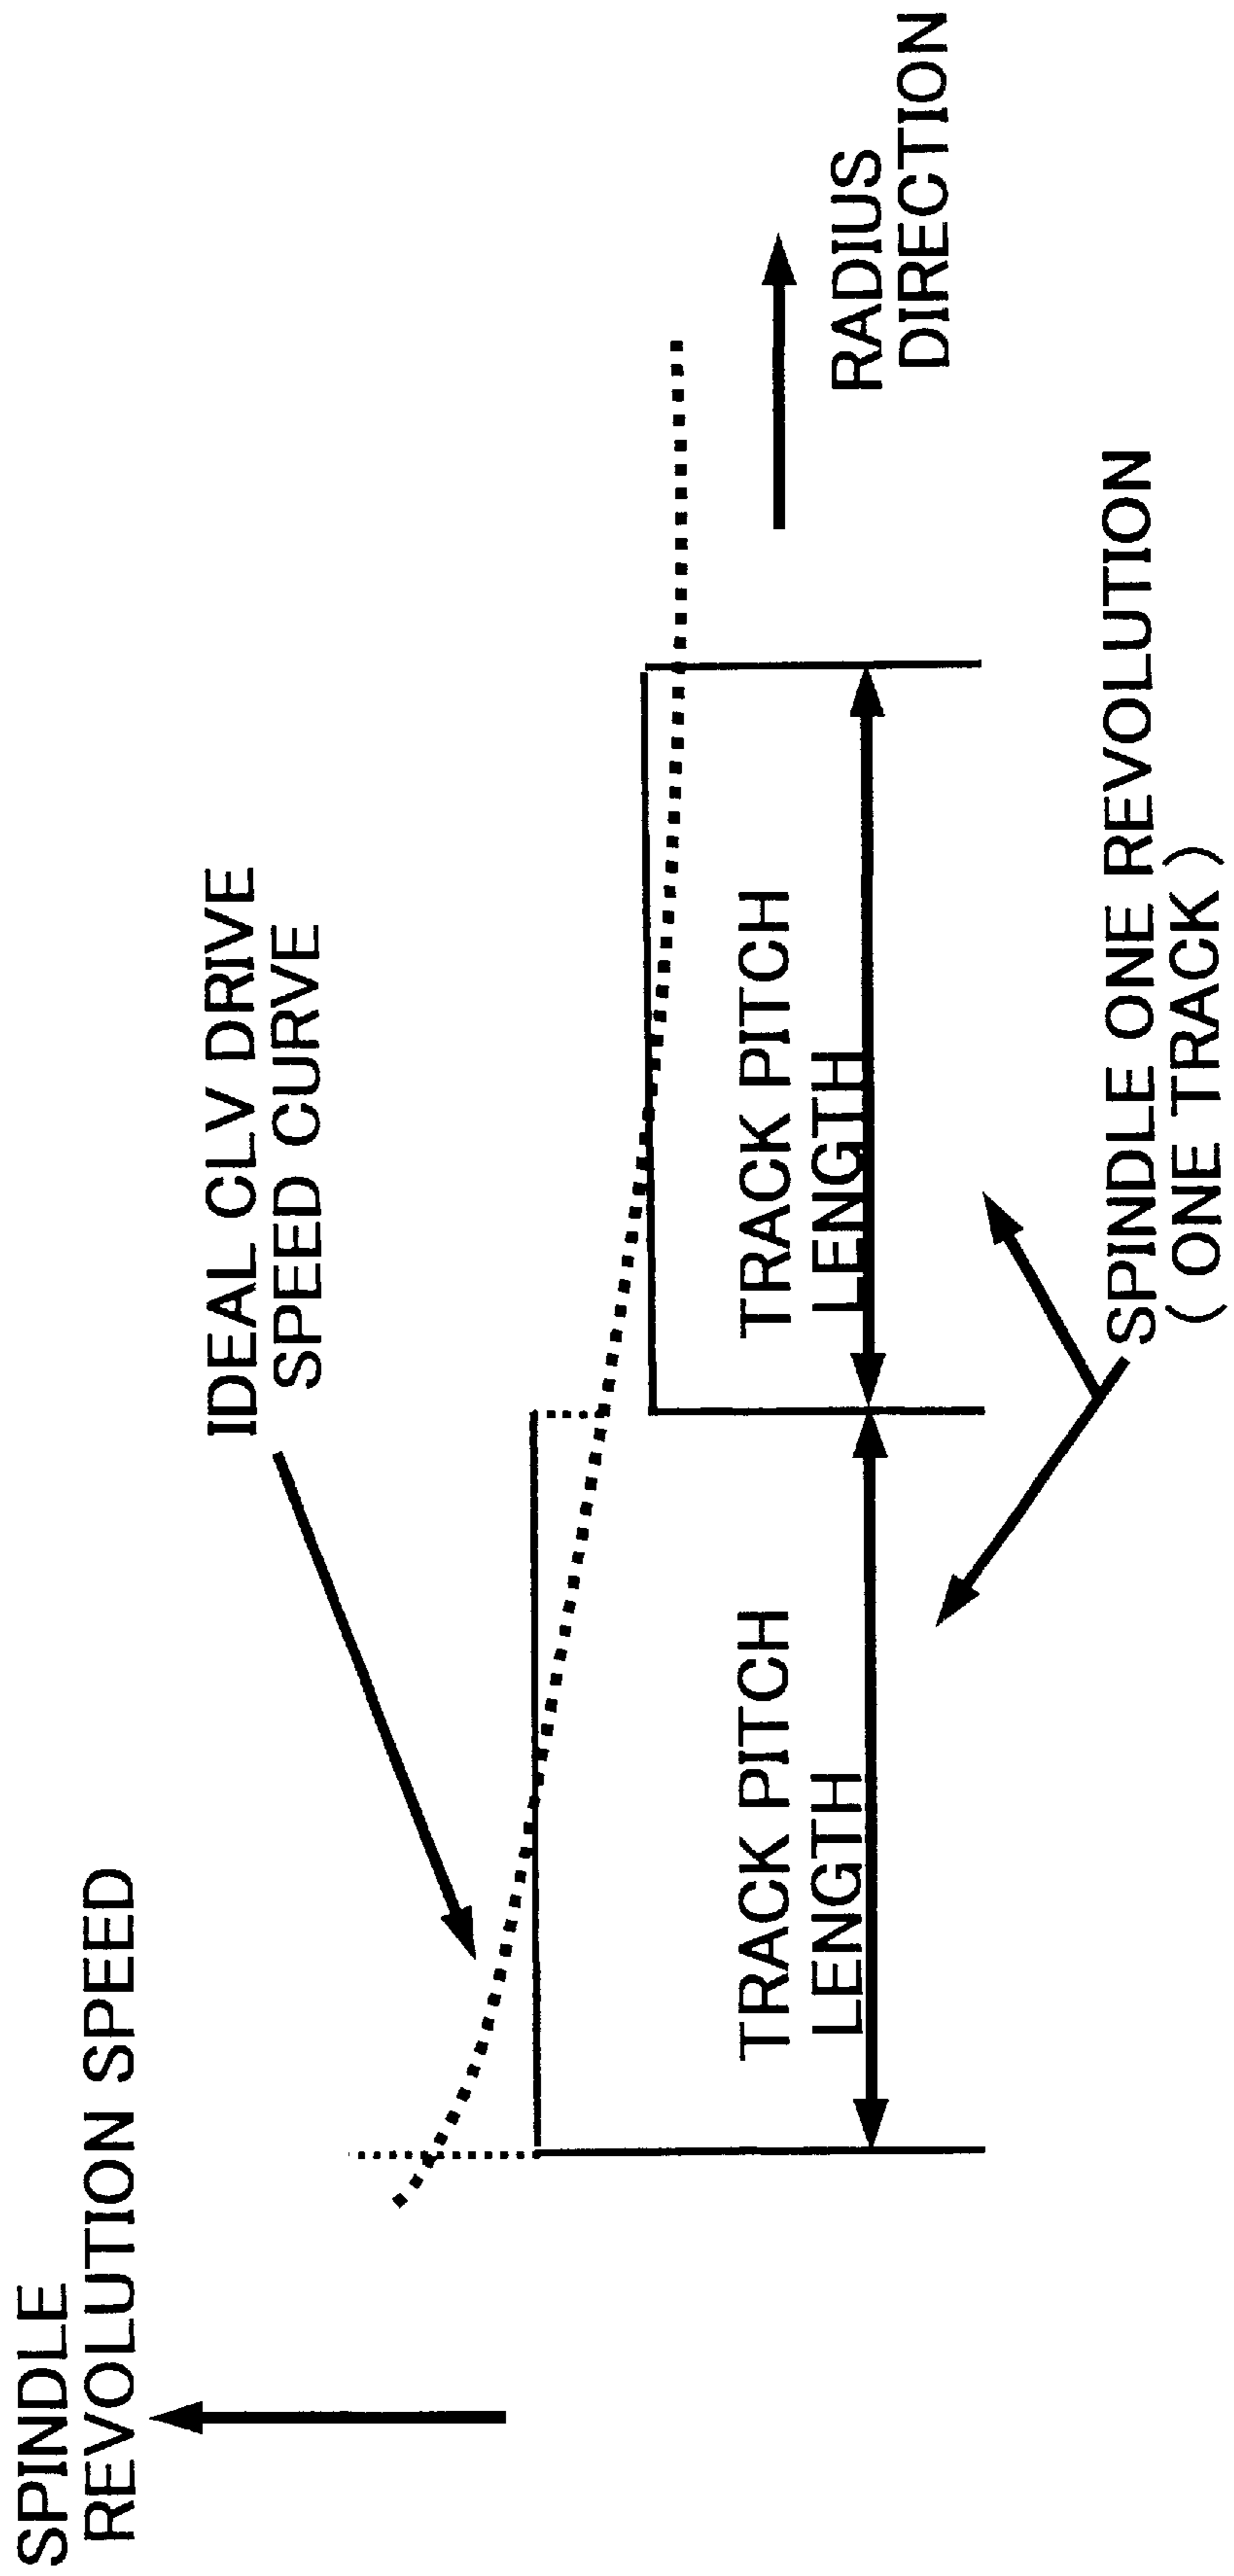 SPINDLE
REVOLUTION SPEED
IDEAL CLV DRIVE
SPEED CURVE
TRACK PITCH
LENGTH
TRACK PITCH
LENGTH
RADIUS
DIRECTION
SPINDLE ONE REVOLUTION
( ONE TRACK )